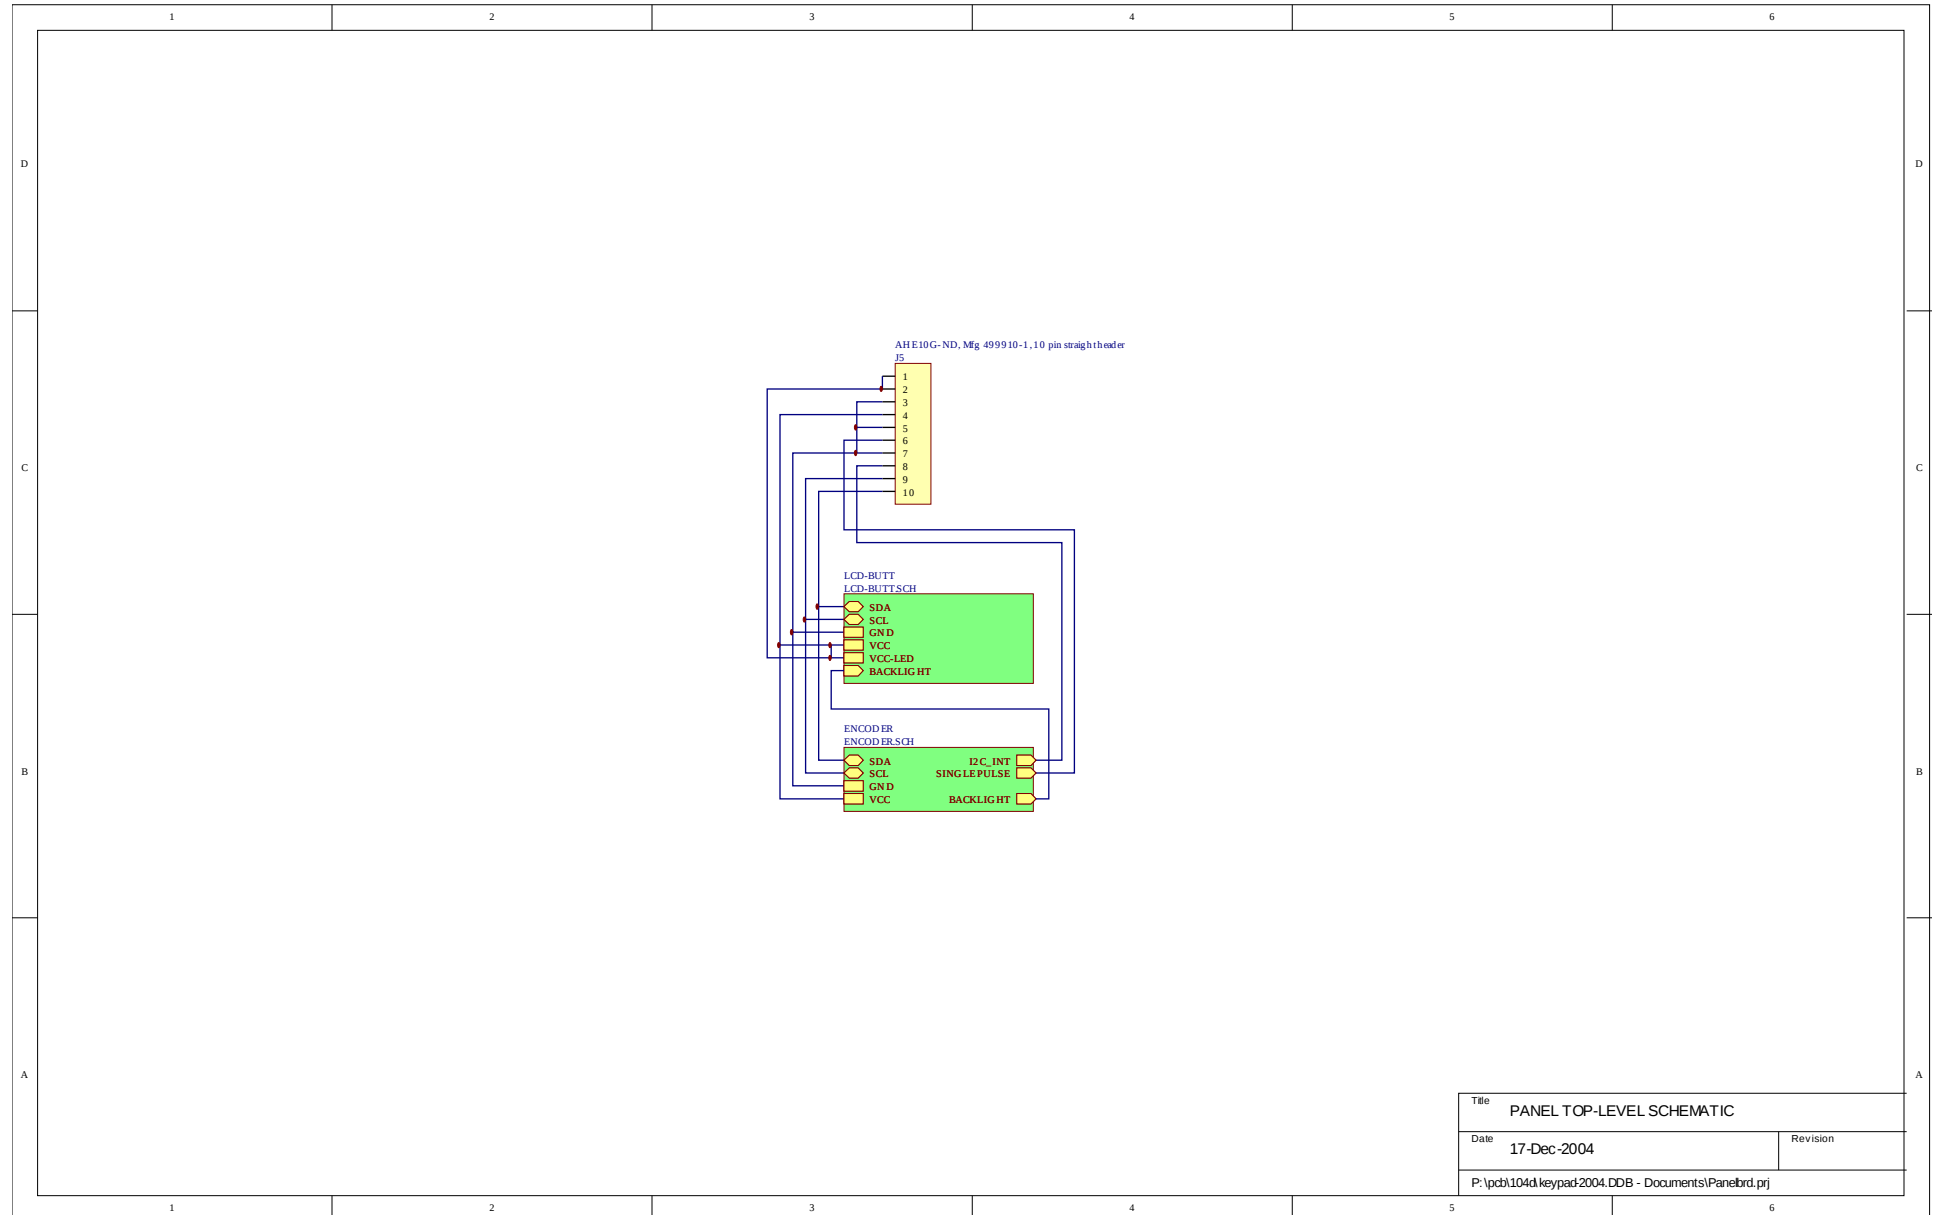 1 2 3 4 5 6
D D
AHE10G-ND, Mfg 499910-1, 10 pin straight header
J5
1
2
3
4
5
6
7
8
9
10
C C
LCD-BUTT
LCD-BUTT.SCH
SDA
SCL
GND
VCC
VCC-LED
BACKLIGHT
ENCODER
ENCODER.SCH
SDA I2C_INT
SCL SINGLEPULSE
GND
VCC BACKLIGHT
B B
A A
Title PANEL TOP-LEVEL SCHEMATIC
Date 17-Dec-2004 Revision
P:\pcb\104d\keypad-2004.DDB - Documents\Panelbrd.prj
1 2 3 4 5 6